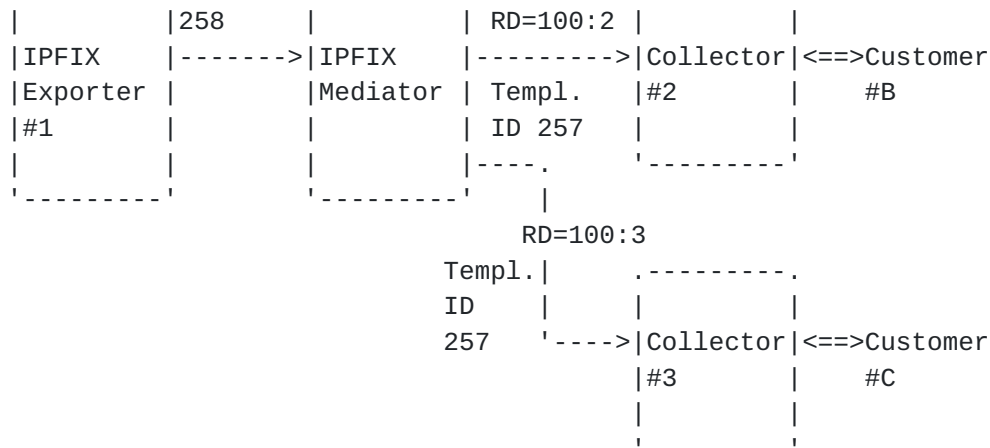 |         |258     |         | RD=100:2 |         |
|IPFIX    |------->|IPFIX    |--------->|Collector|<==>Customer
|Exporter |        |Mediator | Templ.   |#2       |    #B
|#1       |        |         | ID 257   |         |
|         |        |         |----.     '---------'
'---------'        '---------'    |
                                RD=100:3
                           Templ.|     .---------.
                           ID    |     |         |
                           257   '---->|Collector|<==>Customer
                                       |#3       |    #C
                                       |         |
                                       '---------'